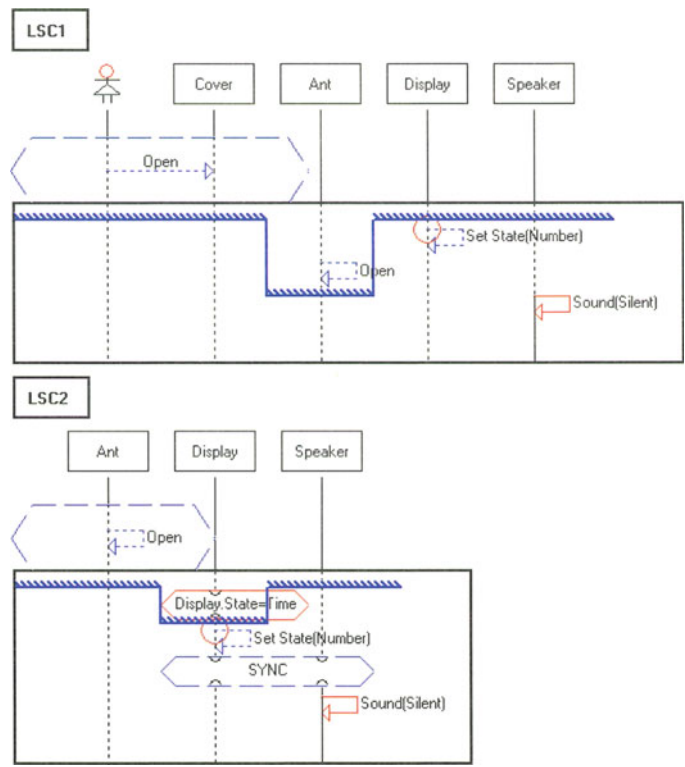 LSC1
Cover Ant Display Speaker
Open
Set State(Number)
Open
Sound(Silent)
LSC2
Ant Display Speaker
Open
Display.State=Time
Set State(Number)
SYNC
Sound(Silent)